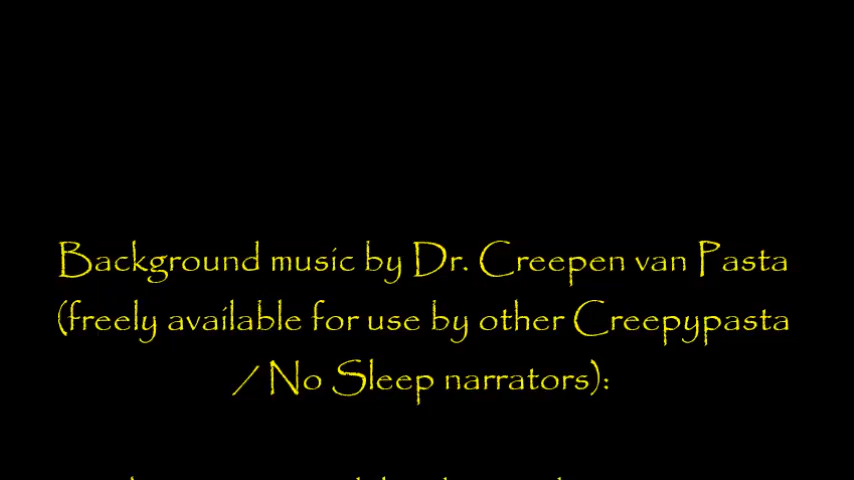 Background music by Dr. Creepen van Pasta
(freely available for use by other Creepypasta
/ No Sleep narrators):